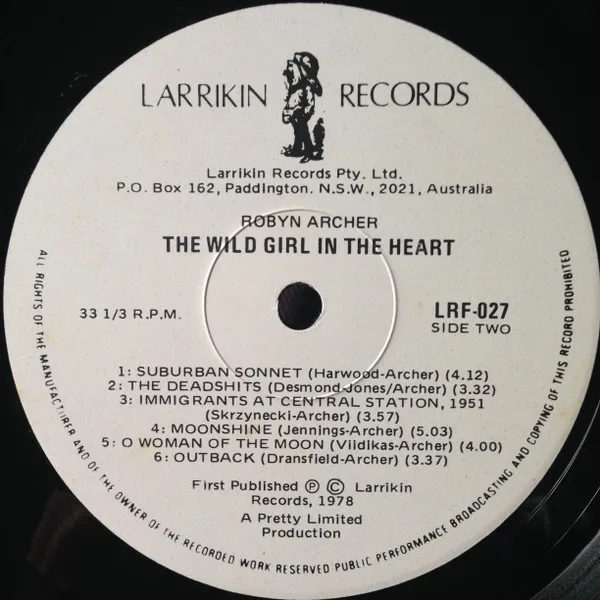 LARRIKIN RECORDS
Larrikin Records Pty. Ltd.
P.O. Box 162, Paddington. N.S.W., 2021, Australia
ROBYN ARCHER
THE WILD GIRL IN THE HEART
33 1/3 R.P.M.
LRF-027
SIDE TWO
1: SUBURBAN SONNET (Harwood-Archer) (4.12)
2: THE DEADSHITS (Desmond-Jones/Archer) (3.32)
3: IMMIGRANTS AT CENTRAL STATION, 1951
(Skrzynecki-Archer) (3.57)
4: MOONSHINE (Jennings-Archer) (5.03)
5: O WOMAN OF THE MOON (Viidikas-Archer) (4.00)
6: OUTBACK (Dransfield-Archer) (3.37)
First Published Ⓟ Ⓒ Larrikin
Records, 1978
A Pretty Limited
Production
ALL RIGHTS OF THE MANUFACTURER AND OF THE OWNER OF THE RECORDED WORK RESERVED PUBLIC PERFORMANCE BROADCASTING AND COPYING OF THIS RECORD PROHIBITED